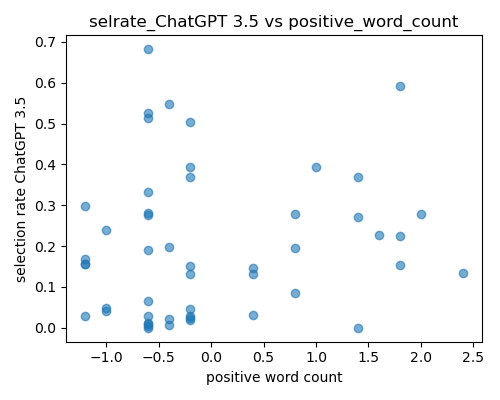 selrate_ChatGPT 3.5 vs positive_word_count
selection rate ChatGPT 3.5
0.7
0.6
0.5
0.4
0.3
0.2
0.1
0.0
−1.0 −0.5 0.0 0.5 1.0 1.5 2.0 2.5
positive word count